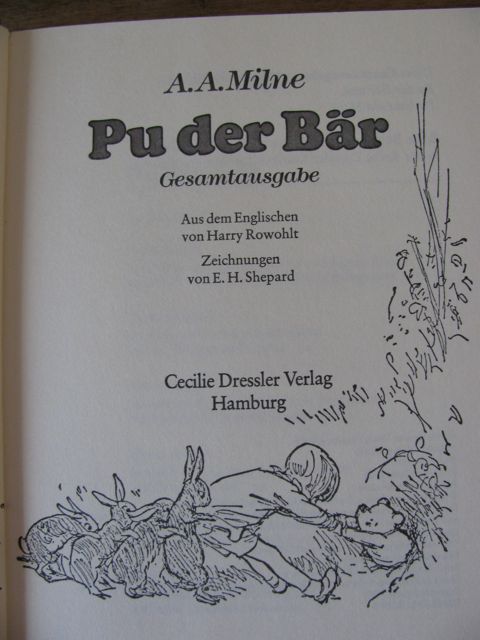 A.A.Milne
Pu der Bär
Gesamtausgabe
Aus dem Englischen
von Harry Rowohlt
Zeichnungen
von E. H. Shepard
Cecilie Dressler Verlag
Hamburg